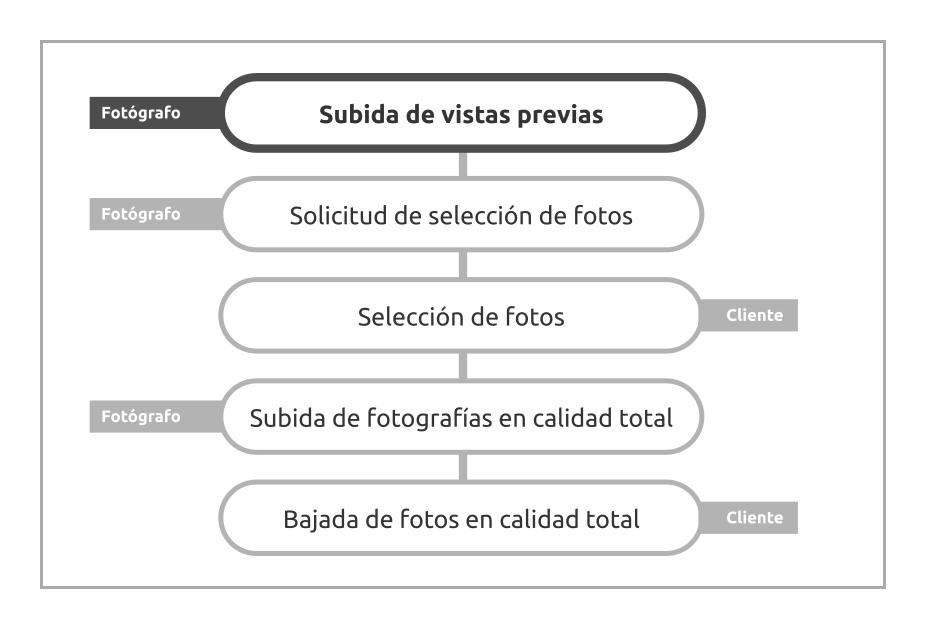 Fotógrafo
Subida de vistas previas
Fotógrafo
Solicitud de selección de fotos
Selección de fotos
Cliente
Fotógrafo
Subida de fotografías en calidad total
Bajada de fotos en calidad total
Cliente